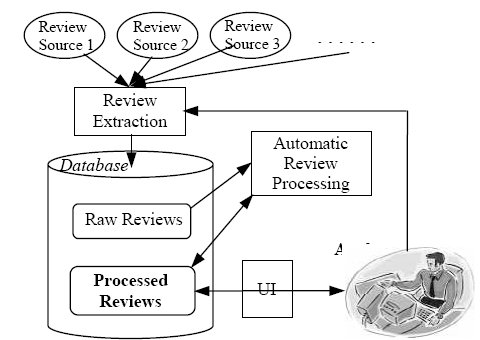 Review
Source 1
Review
Source 2
Review
Source 3
Review
Extraction
Database
Automatic
Review
Processing
Raw Reviews
Processed
Reviews
UI